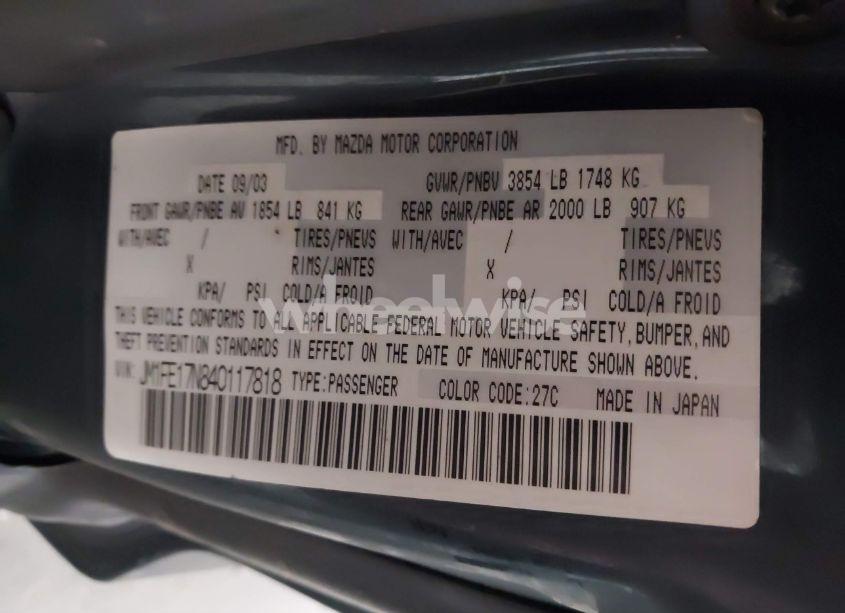 MFD. BY MAZDA MOTOR CORPORATION
DATE 09/03 GVWR/PNBV 3854 LB 1748 KG
FRONT GAWR/PNBE AV 1854 LB 841 KG REAR GAWR/PNBE AR 2000 LB 907 KG
WITH/AVEC / TIRES/PNEUS WITH/AVEC / TIRES/PNEUS
X RIMS/JANTES X RIMS/JANTES
KPA/ PSI COLD/A FROID KPA/ PSI COLD/A FROID
wheelwise
THIS VEHICLE CONFORMS TO ALL APPLICABLE FEDERAL MOTOR VEHICLE SAFETY, BUMPER, AND
THEFT PREVENTION STANDARDS IN EFFECT ON THE DATE OF MANUFACTURE SHOWN ABOVE.
VIN: JM1FE17N840117818 TYPE:PASSENGER COLOR CODE:27C MADE IN JAPAN